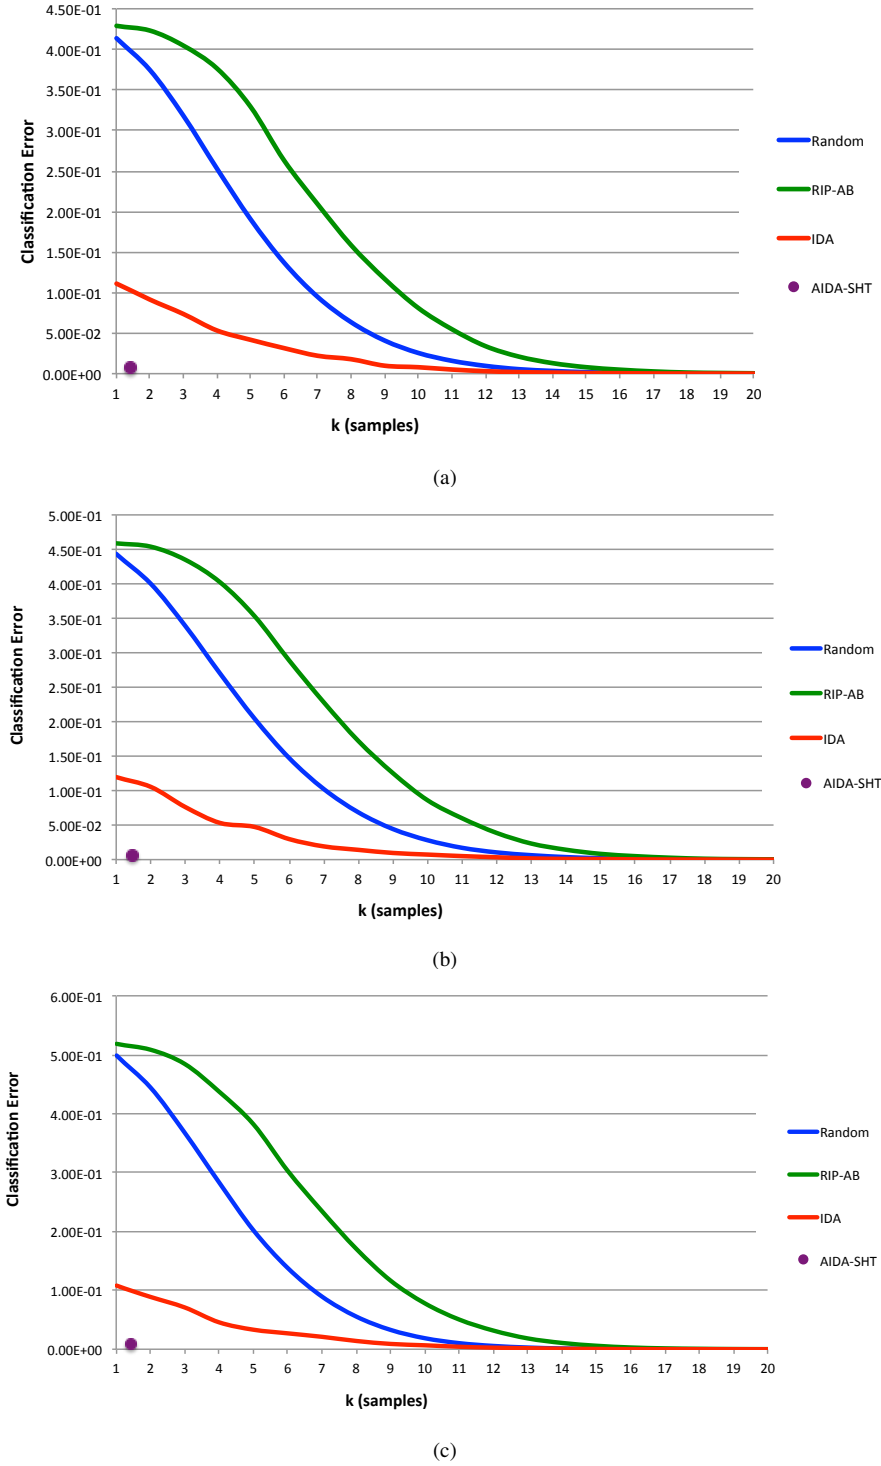 4.50E-01
4.00E-01
3.50E-01
3.00E-01
2.50E-01
2.00E-01
1.50E-01
1.00E-01
5.00E-02
0.00E+00
Classification Error
1 2 3 4 5 6 7 8 9 10 11 12 13 14 15 16 17 18 19 20
k (samples)
Random
RIP-AB
IDA
AIDA-SHT
(a)
5.00E-01
4.50E-01
4.00E-01
3.50E-01
3.00E-01
2.50E-01
2.00E-01
1.50E-01
1.00E-01
5.00E-02
0.00E+00
Classification Error
1 2 3 4 5 6 7 8 9 10 11 12 13 14 15 16 17 18 19 20
k (samples)
Random
RIP-AB
IDA
AIDA-SHT
(b)
6.00E-01
5.00E-01
4.00E-01
3.00E-01
2.00E-01
1.00E-01
0.00E+00
Classification Error
1 2 3 4 5 6 7 8 9 10 11 12 13 14 15 16 17 18 19 20
k (samples)
Random
RIP-AB
IDA
AIDA-SHT
(c)